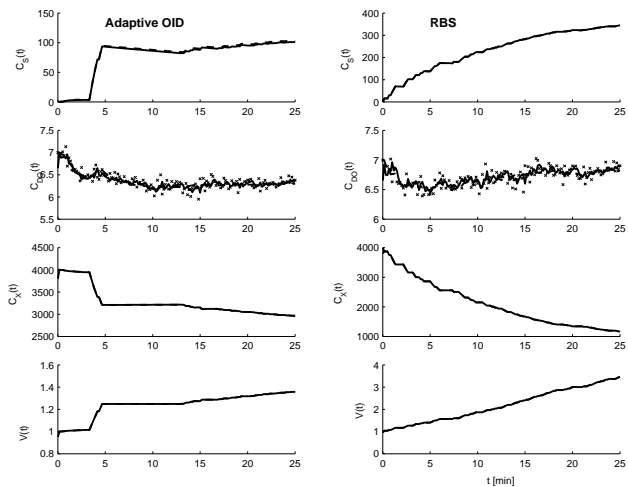 Adaptive OID
C_S(t)
150
100
50
0
0 5 10 15 20 25
RBS
C_S(t)
400
300
200
100
0
0 5 10 15 20 25
C_DO(t)
7.5
7
6.5
6
5.5
0 5 10 15 20 25
C_DO(t)
7.5
7
6.5
6
0 5 10 15 20 25
C_X(t)
4500
4000
3500
3000
2500
0 5 10 15 20 25
C_X(t)
4000
3000
2000
1000
0 5 10 15 20 25
V(t)
1.6
1.4
1.2
1
0.8
0 5 10 15 20 25
V(t)
4
3
2
1
0
0 5 10 15 20 25
t [min]